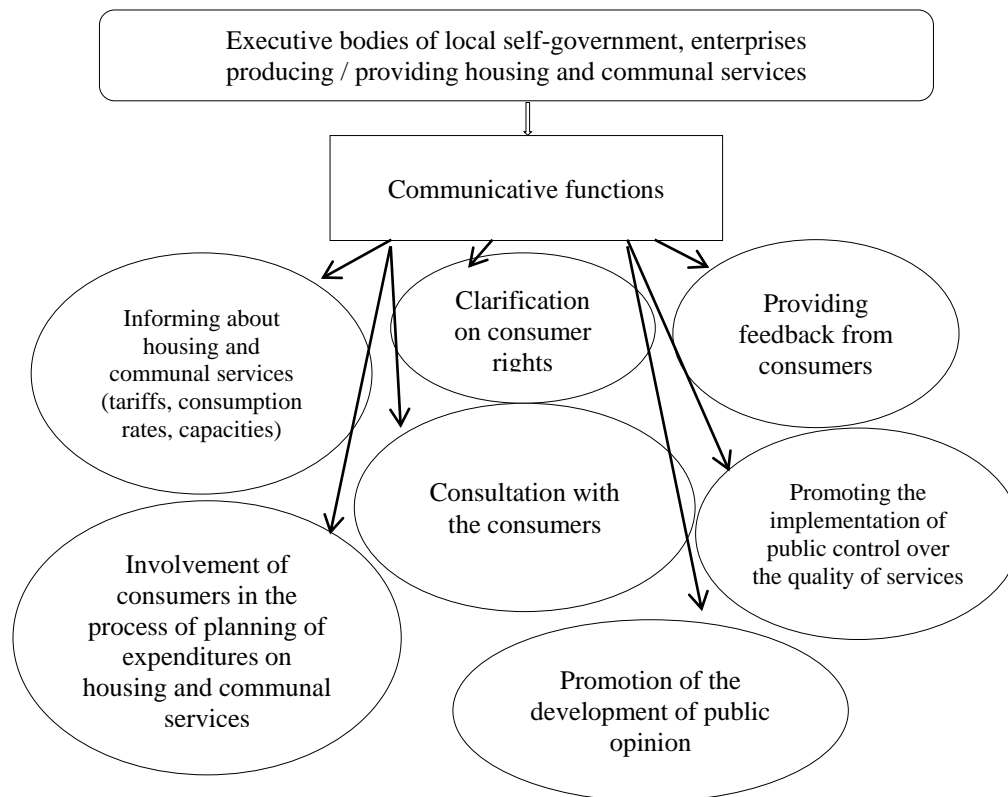 Executive bodies of local self-government, enterprises
producing / providing housing and communal services
Communicative functions
Informing about
housing and
communal services
(tariffs, consumption
rates, capacities)
Clarification
on consumer
rights
Providing
feedback from
consumers
Consultation with
the consumers
Promoting the
implementation of
public control over
the quality of services
Involvement of
consumers in the
process of planning of
expenditures on
housing and communal
services
Promotion of the
development of public
opinion